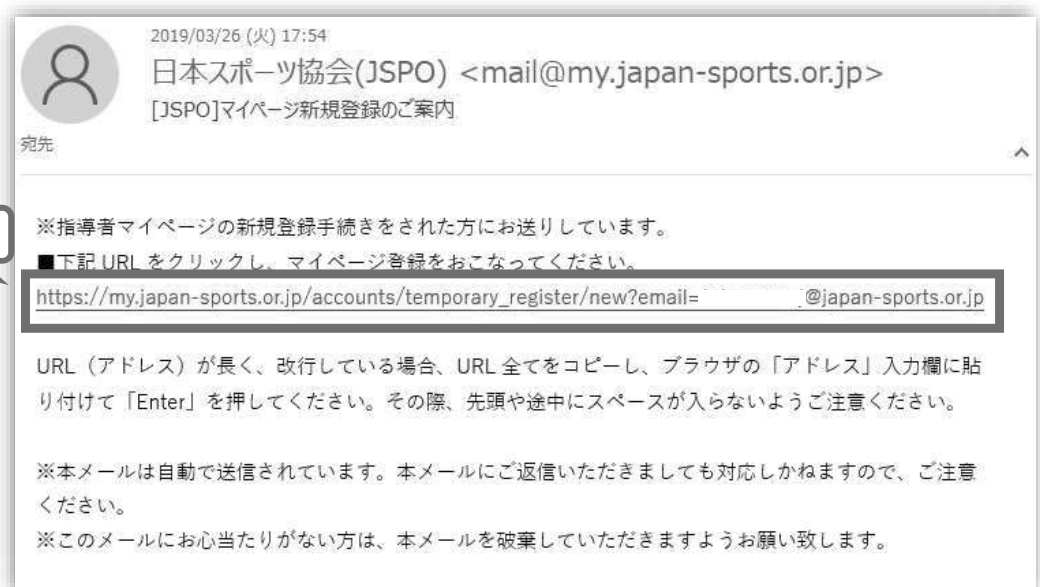 2019/03/26 (火) 17:54
日本スポーツ協会(JSPO) <mail@my.japan-sports.or.jp>
[JSPO]マイページ新規登録のご案内
宛先
※指導者マイページの新規登録手続きをされた方にお送りしています。
■下記 URL をクリックし、マイページ登録をおこなってください。
https://my.japan-sports.or.jp/accounts/temporary_register/new?email= @japan-sports.or.jp
URL（アドレス）が長く、改行している場合、URL 全てをコピーし、ブラウザの「アドレス」入力欄に貼
り付けて「Enter」を押してください。その際、先頭や途中にスペースが入らないようご注意ください。
※本メールは自動で送信されています。本メールにご返信いただきましても対応しかねますので、ご注意
ください。
※このメールにお心当たりがない方は、本メールを破棄していただきますようお願い致します。